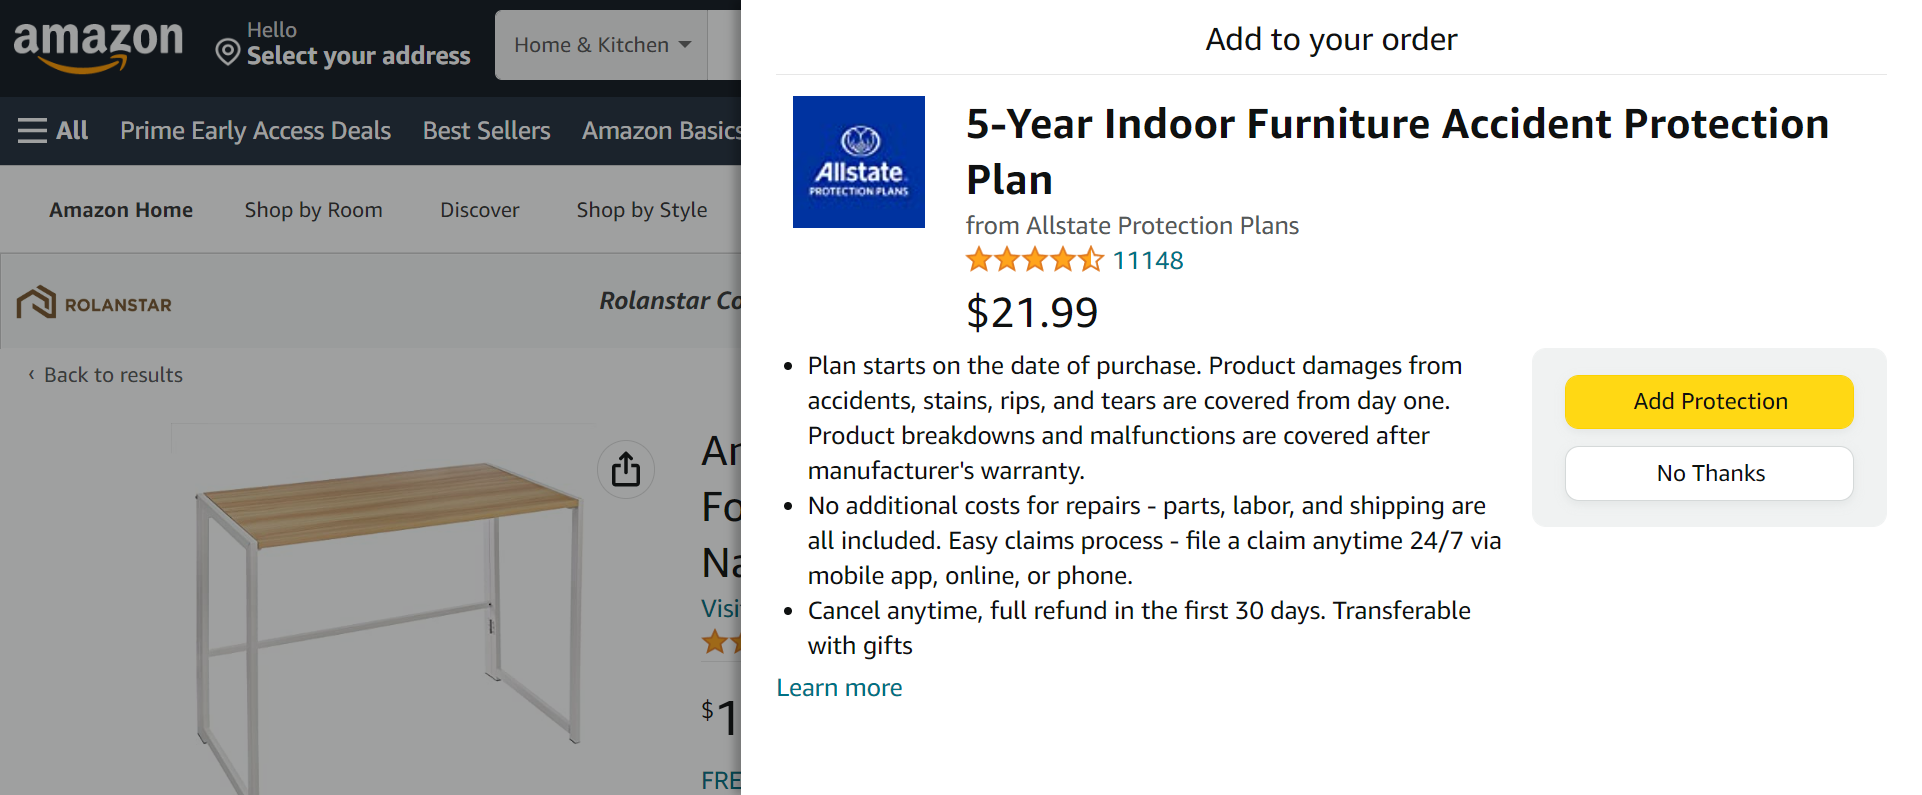 amazon
Hello
Select your address
Home & Kitchen
All
Prime Early Access Deals
Best Sellers
Amazon Basics
Amazon Home
Shop by Room
Discover
Shop by Style
ROLANSTAR
Rolanstar Co
‹ Back to results
Ar
Fo
Na
Visi
$1
FRE
Add to your order
Allstate
PROTECTION PLANS
5-Year Indoor Furniture Accident Protection
Plan
from Allstate Protection Plans
11148
$21.99
• Plan starts on the date of purchase. Product damages from
accidents, stains, rips, and tears are covered from day one.
Product breakdowns and malfunctions are covered after
manufacturer's warranty.
• No additional costs for repairs - parts, labor, and shipping are
all included. Easy claims process - file a claim anytime 24/7 via
mobile app, online, or phone.
• Cancel anytime, full refund in the first 30 days. Transferable
with gifts
Learn more
Add Protection
No Thanks